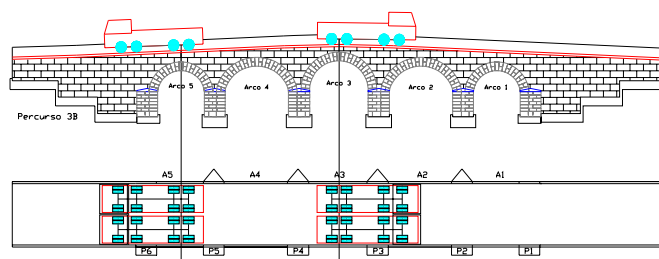 Arco 5
Arco 4
Arco 3
Arco 2
Arco 1
Percurso 3B
A5
A4
A3
A2
A1
P6
P5
P4
P3
P2
P1